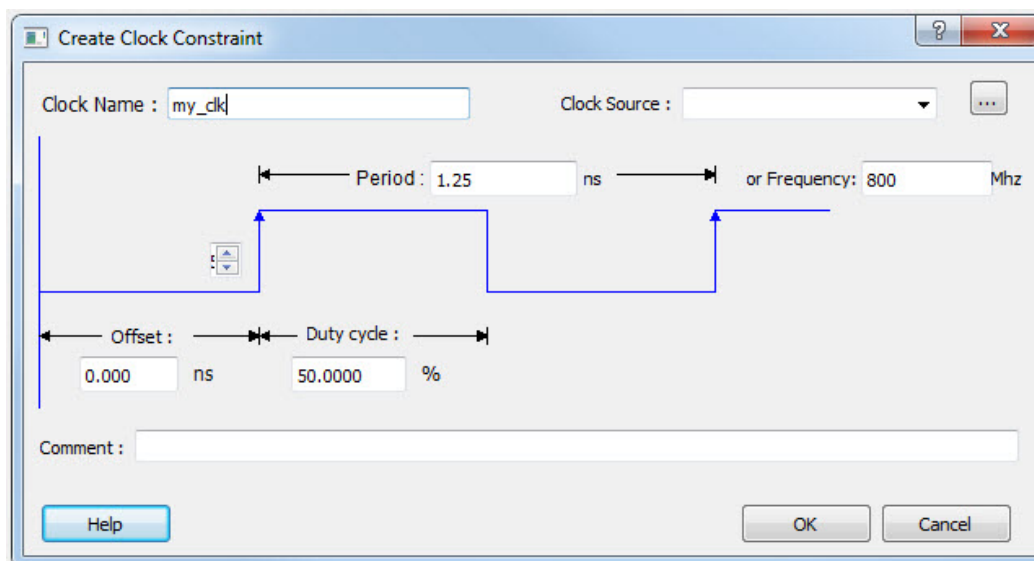 Create Clock Constraint
Clock Name : my_clk Clock Source : ...
Period : 1.25 ns or Frequency: 800 Mhz
Offset : Duty cycle :
0.000 ns 50.0000 %
Comment :
Help OK Cancel